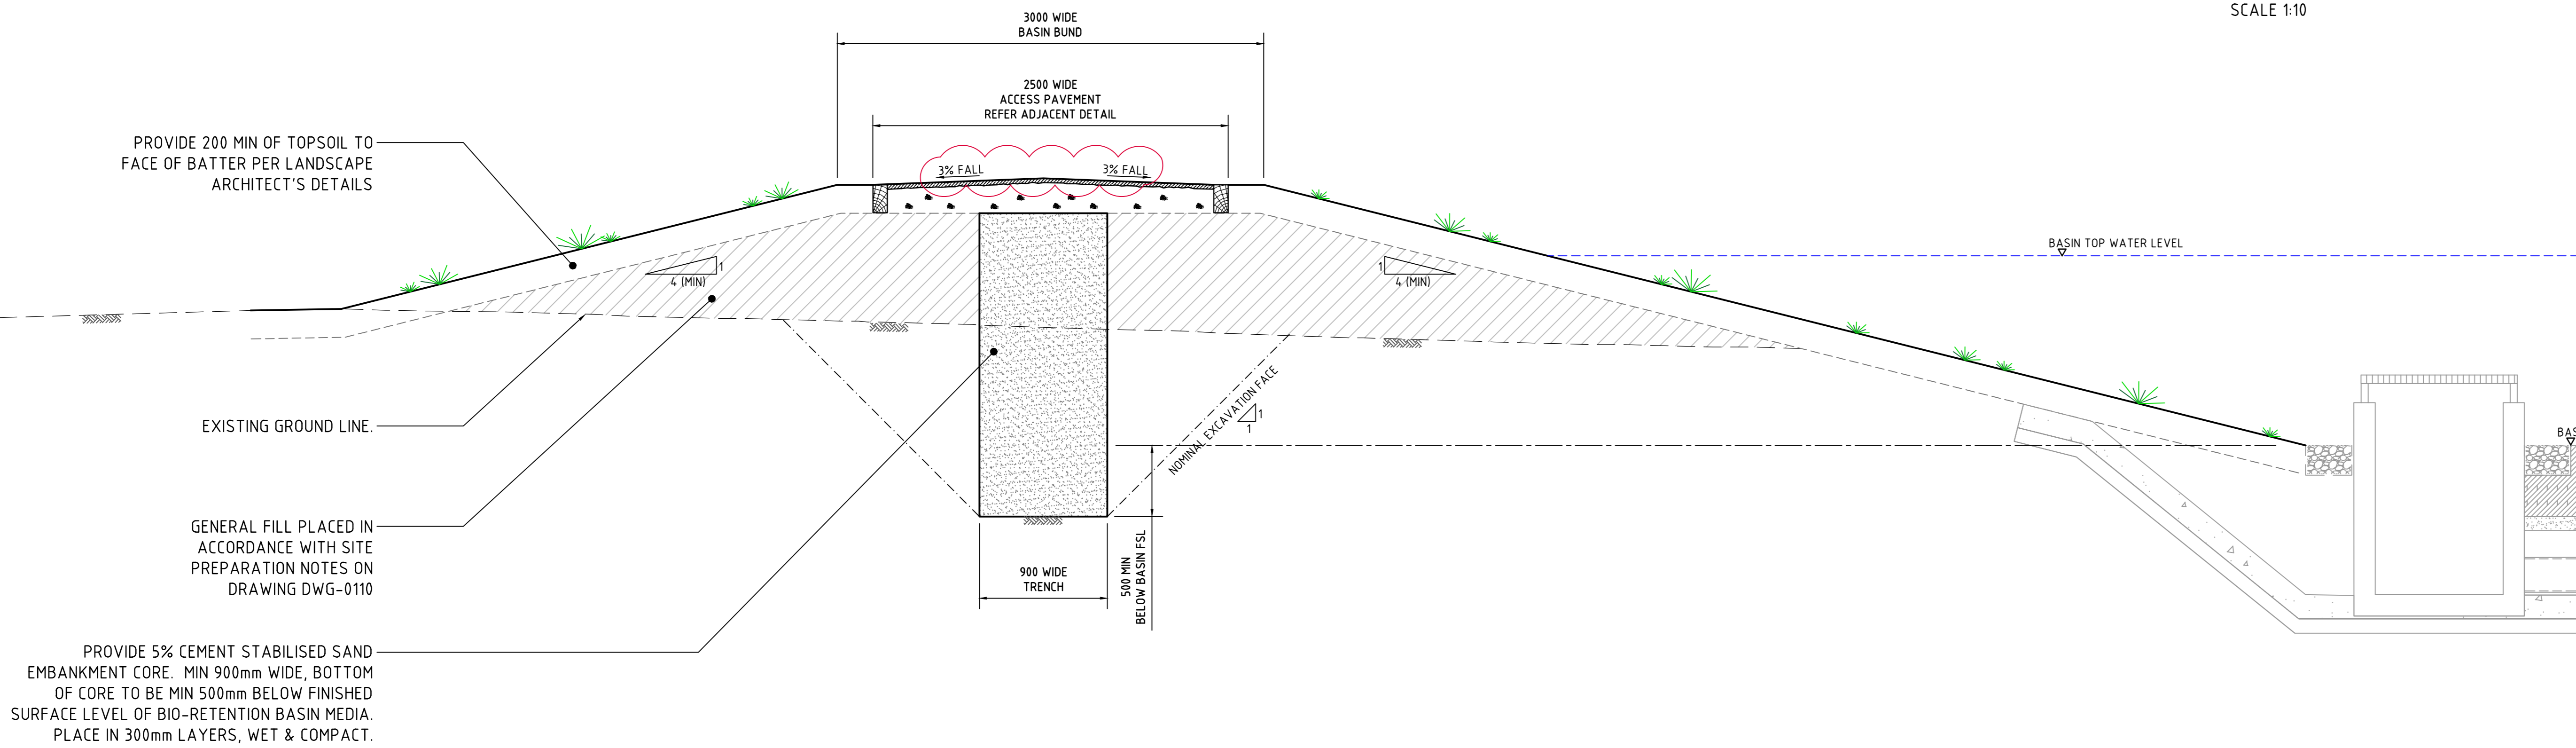 SCALE 1:10
3000 WIDE
BASIN BUND
2500 WIDE
ACCESS PAVEMENT
REFER ADJACENT DETAIL
PROVIDE 200 MIN OF TOPSOIL TO
FACE OF BATTER PER LANDSCAPE
ARCHITECT'S DETAILS
3% FALL
3% FALL
BASIN TOP WATER LEVEL
1
4 (MIN)
1
4 (MIN)
EXISTING GROUND LINE.
NOMINAL EXCAVATION FACE
1
1
BAS
GENERAL FILL PLACED IN
ACCORDANCE WITH SITE
PREPARATION NOTES ON
DRAWING DWG-0110
900 WIDE
TRENCH
500 MIN
BELOW BASIN FSL
PROVIDE 5% CEMENT STABILISED SAND
EMBANKMENT CORE. MIN 900mm WIDE, BOTTOM
OF CORE TO BE MIN 500mm BELOW FINISHED
SURFACE LEVEL OF BIO-RETENTION BASIN MEDIA.
PLACE IN 300mm LAYERS, WET & COMPACT.